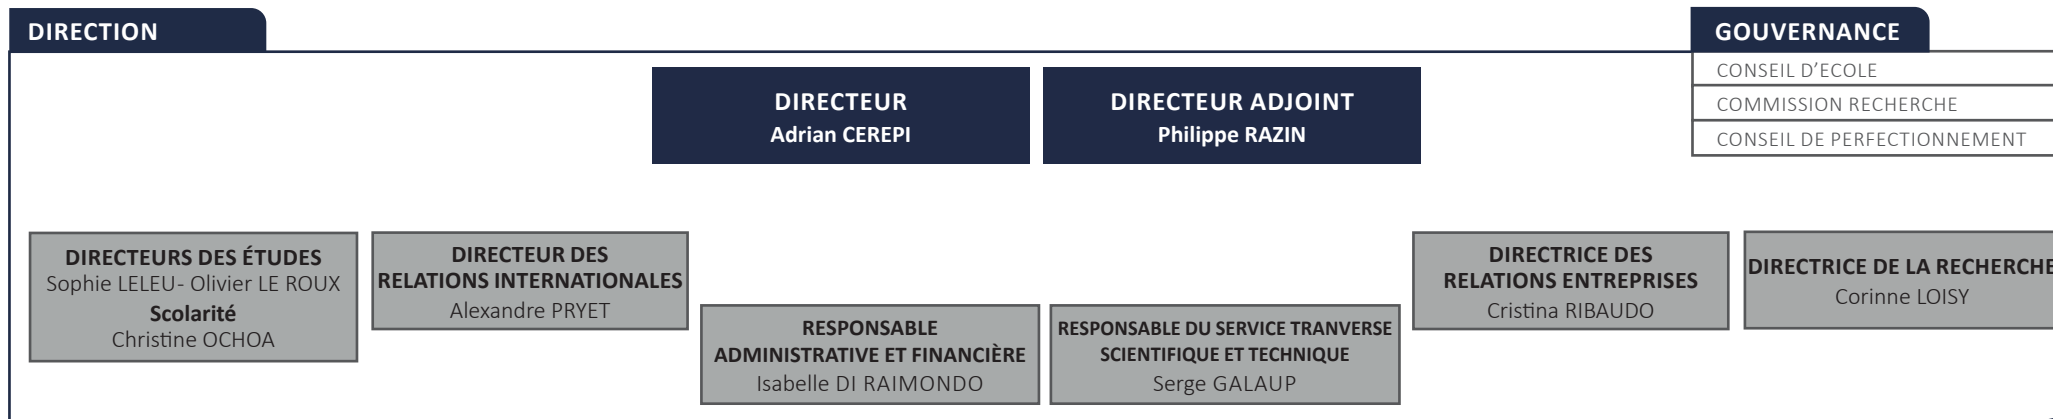 DIRECTION
GOUVERNANCE
CONSEIL D’ECOLE
COMMISSION RECHERCHE
CONSEIL DE PERFECTIONNEMENT
DIRECTEUR
Adrian CEREPI
DIRECTEUR ADJOINT
Philippe RAZIN
DIRECTEURS DES ÉTUDES
Sophie LELEU- Olivier LE ROUX
Scolarité
Christine OCHOA
DIRECTEUR DES
RELATIONS INTERNATIONALES
Alexandre PRYET
RESPONSABLE
ADMINISTRATIVE ET FINANCIÈRE
Isabelle DI RAIMONDO
RESPONSABLE DU SERVICE TRANVERSE
SCIENTIFIQUE ET TECHNIQUE
Serge GALAUP
DIRECTRICE DES
RELATIONS ENTREPRISES
Cristina RIBAUDO
DIRECTRICE DE LA RECHERCHE
Corinne LOISY